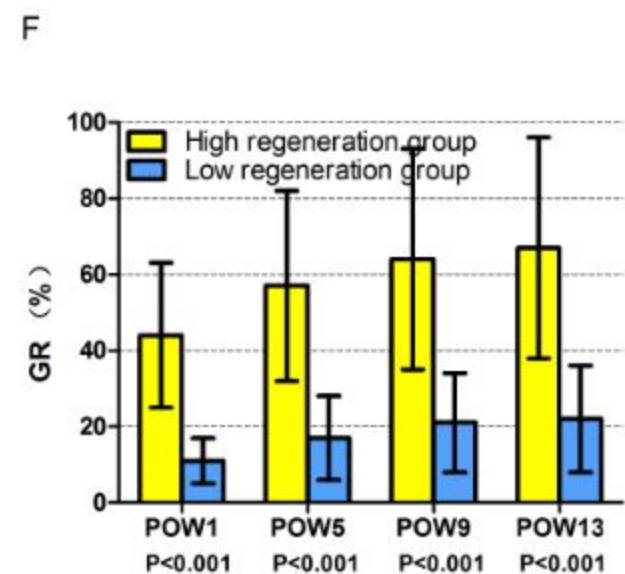 F
100
High regeneration group
Low regeneration group
80
60
40
20
0
GR (%)
POW1 POW5 POW9 POW13
P<0.001 P<0.001 P<0.001 P<0.001